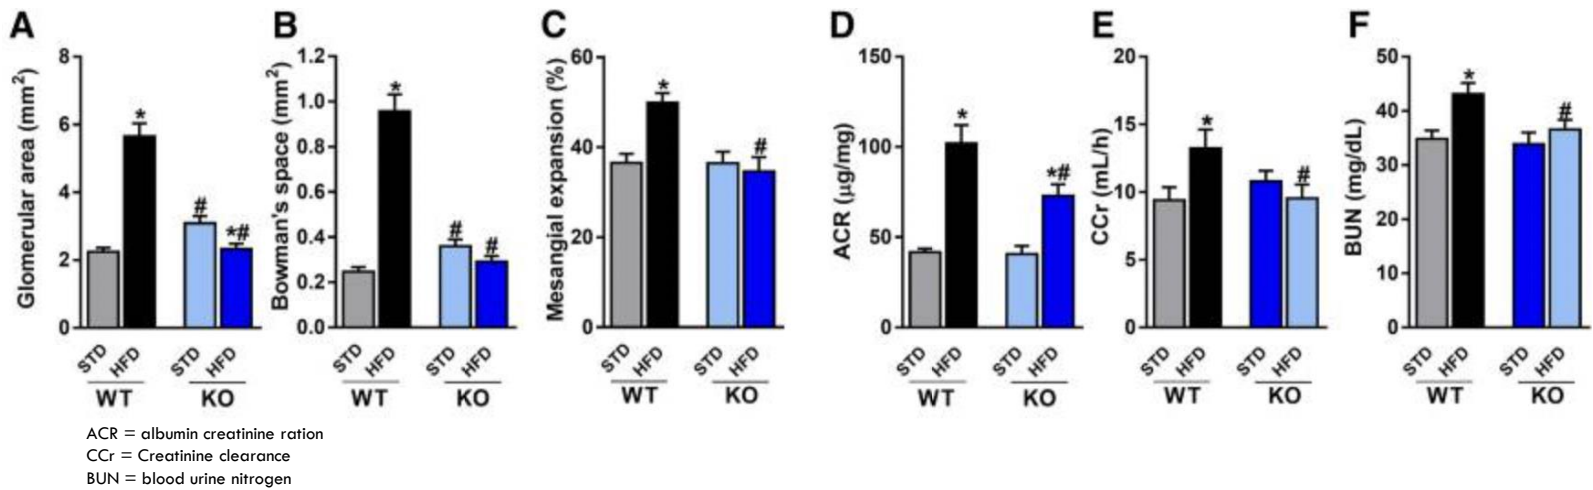 A B C D E F
Glomerular area (mm²)
8
6
4
2
0
*
#
*#
STD HFD STD HFD
WT KO
Bowman's space (mm²)
1.2
1.0
0.8
0.6
0.4
0.2
0.0
*
#
#
STD HFD STD HFD
WT KO
Mesangial expansion (%)
60
40
20
0
*
#
STD HFD STD HFD
WT KO
ACR (µg/mg)
150
100
50
0
*
*#
STD HFD STD HFD
WT KO
CCr (mL/h)
20
15
10
5
0
*
#
STD HFD STD HFD
WT KO
BUN (mg/dL)
50
40
30
20
10
0
*
#
STD HFD STD HFD
WT KO
ACR = albumin creatinine ration
CCr = Creatinine clearance
BUN = blood urine nitrogen